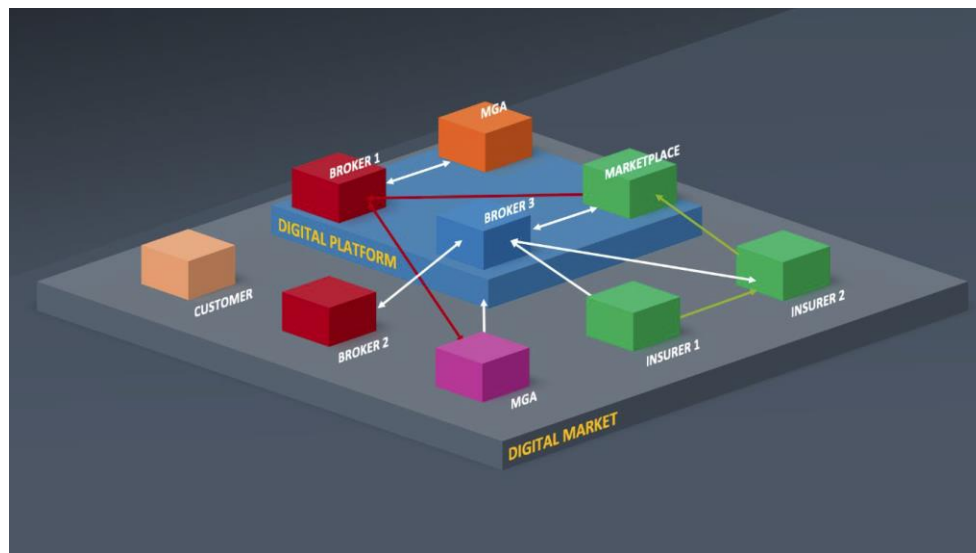 MGA
BROKER 1
MARKETPLACE
BROKER 3
DIGITAL PLATFORM
CUSTOMER
INSURER 2
BROKER 2
INSURER 1
MGA
DIGITAL MARKET